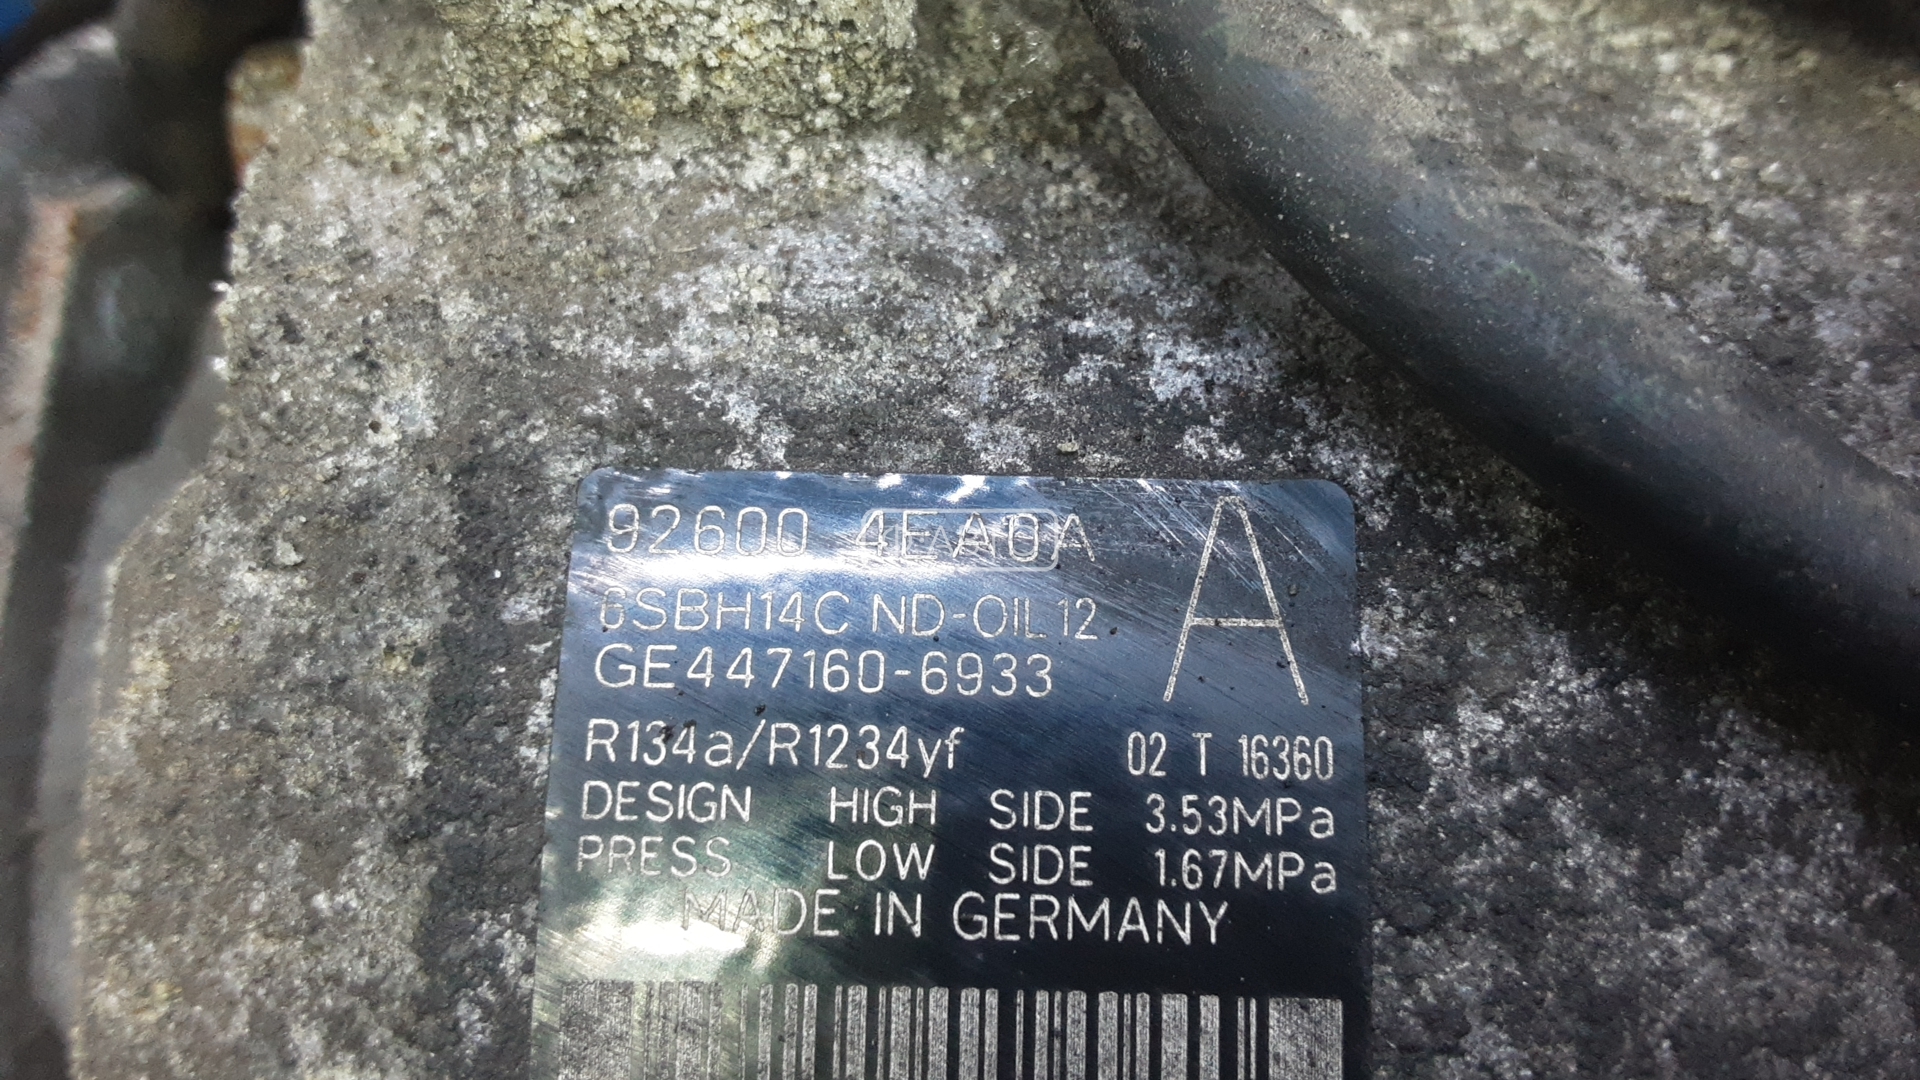 92600 4EA0A
A
6SBH14C ND-OIL12
GE447160-6933
R134a/R1234yf 02 T 16360
DESIGN HIGH SIDE 3.53MPa
PRESS LOW SIDE 1.67MPa
MADE IN GERMANY